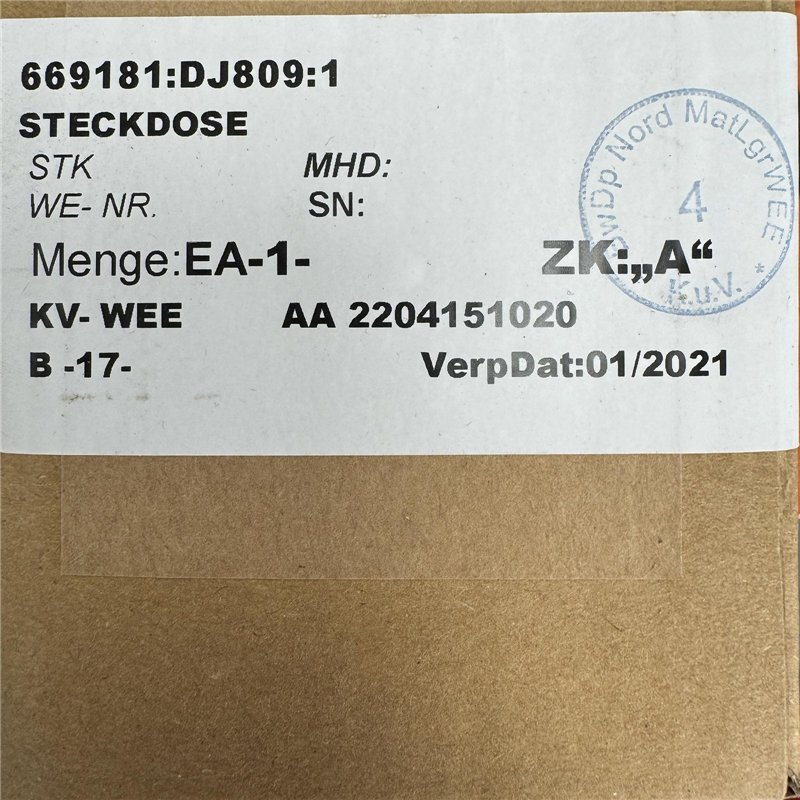 669181:DJ809:1
STECKDOSE
STK MHD:
WE- NR. SN:
Menge:EA-1- ZK:„A“
KV- WEE AA 2204151020
B -17- VerpDat:01/2021
Nord MatLgrWEE
4
K.u.V. *